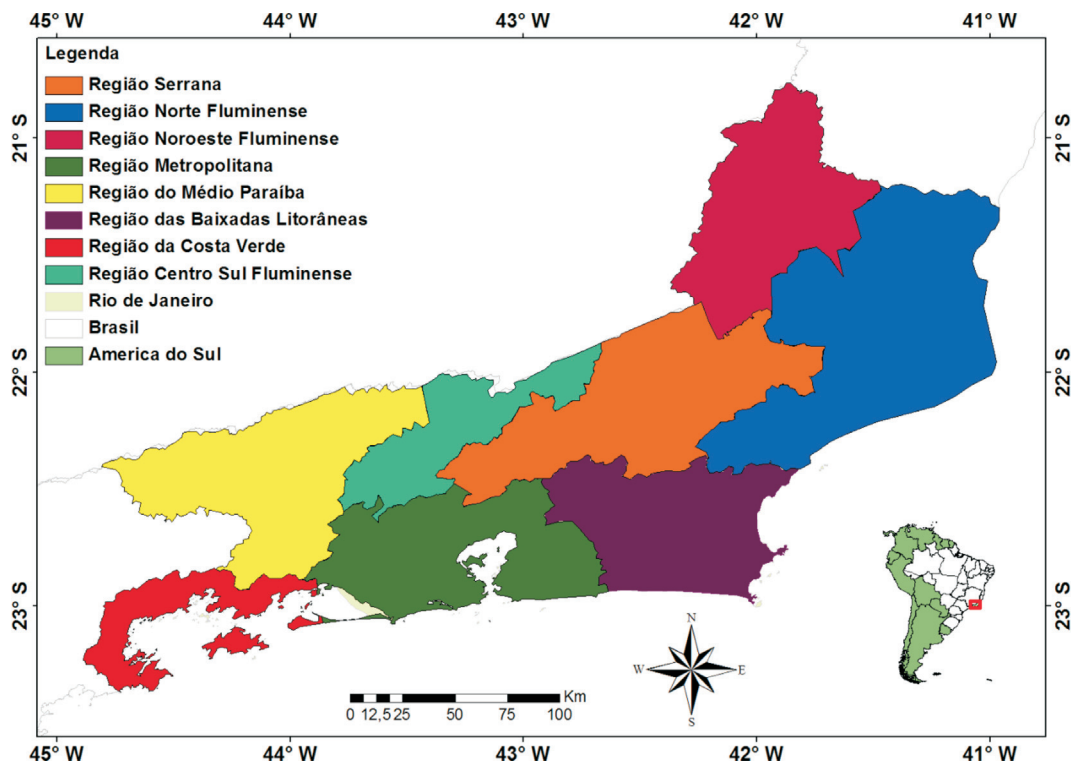 45° W 44° W 43° W 42° W 41° W
Legenda
Região Serrana
Região Norte Fluminense
Região Noroeste Fluminense
Região Metropolitana
Região do Médio Paraíba
Região das Baixadas Litorâneas
Região da Costa Verde
Região Centro Sul Fluminense
Rio de Janeiro
Brasil
America do Sul
21° S
21° S
22° S
22° S
23° S
23° S
N
W E
S
Km
0 12,5 25 50 75 100
45° W 44° W 43° W 42° W 41° W